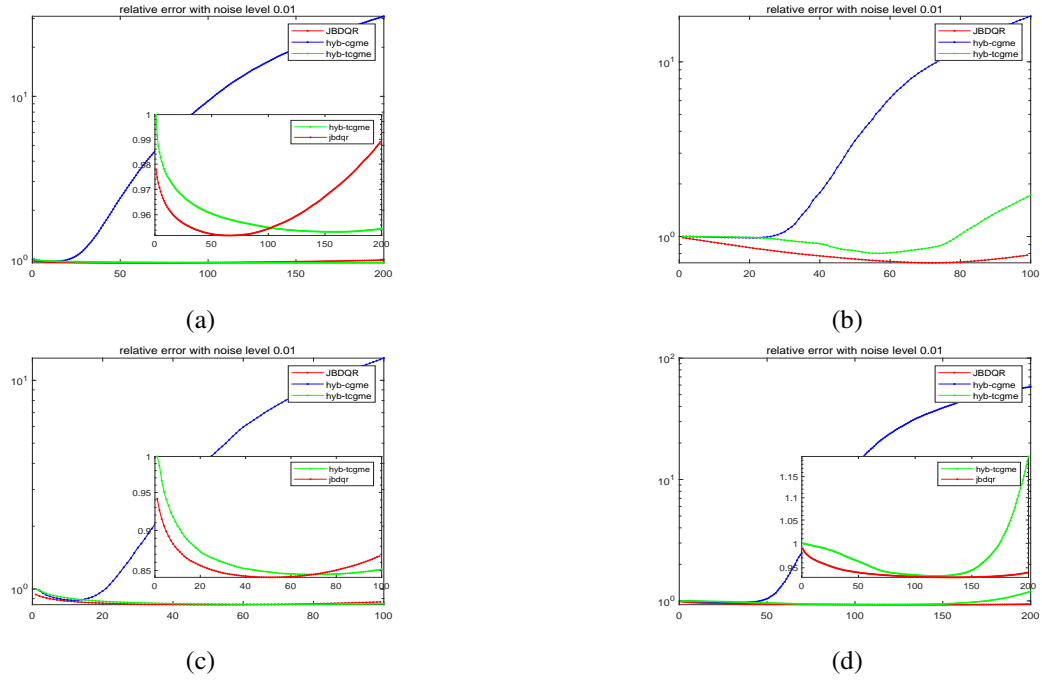 relative error with noise level 0.01
JBDQR
hyb-cgme
hyb-tcgme
10^1
10^0
0 50 100 150 200
hyb-tcgme
jbdqr
1
0.99
0.98
0.97
0.96
0 50 100 150 200
(a)
relative error with noise level 0.01
JBDQR
hyb-cgme
hyb-tcgme
10^1
10^0
0 20 40 60 80 100
(b)
relative error with noise level 0.01
JBDQR
hyb-cgme
hyb-tcgme
10^1
10^0
0 20 40 60 80 100
hyb-tcgme
jbdqr
1
0.95
0.9
0.85
0 20 40 60 80 100
(c)
relative error with noise level 0.01
JBDQR
hyb-cgme
hyb-tcgme
10^2
10^1
10^0
0 50 100 150 200
hyb-tcgme
jbdqr
1.15
1.1
1.05
1
0.95
0 50 100 150 200
(d)